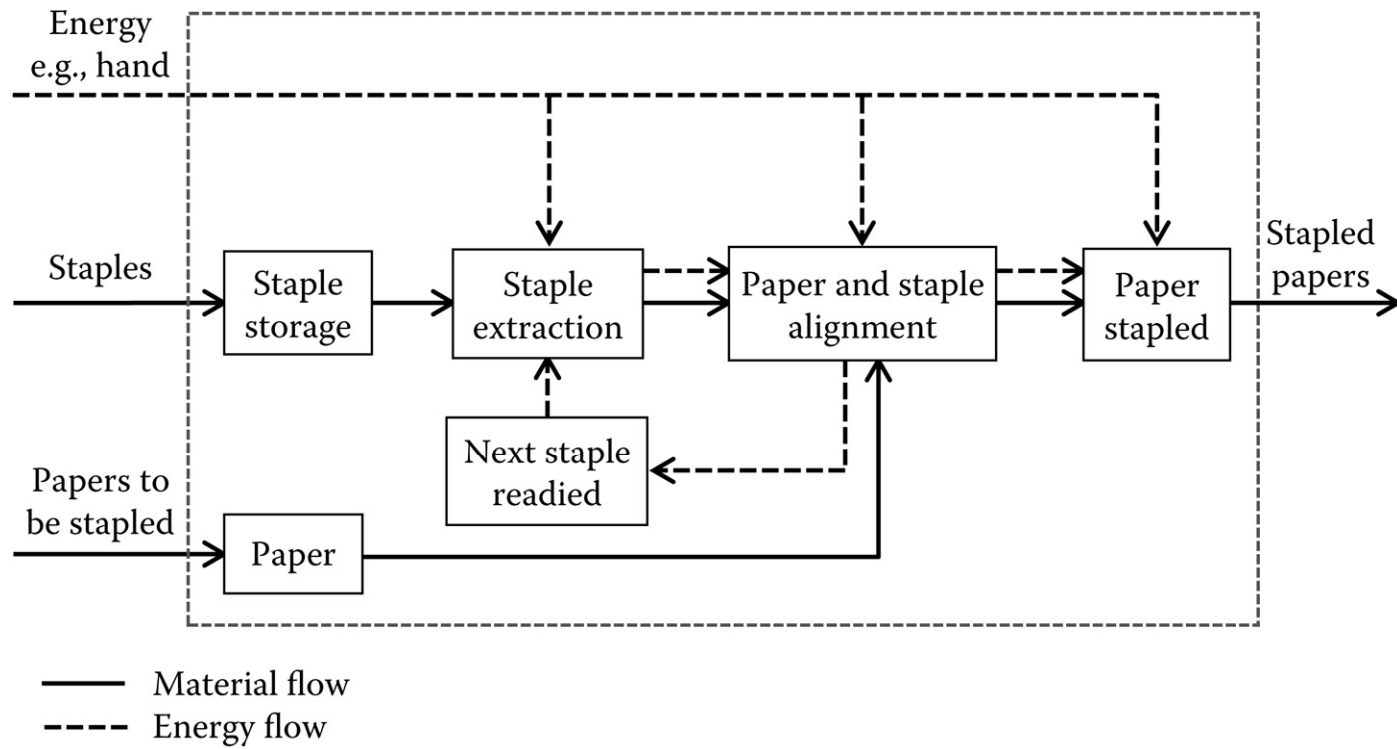 Energy
e.g., hand
Staples
Staple
storage
Staple
extraction
Paper and staple
alignment
Paper
stapled
Stapled
papers
Next staple
readied
Papers to
be stapled
Paper
Material flow
Energy flow